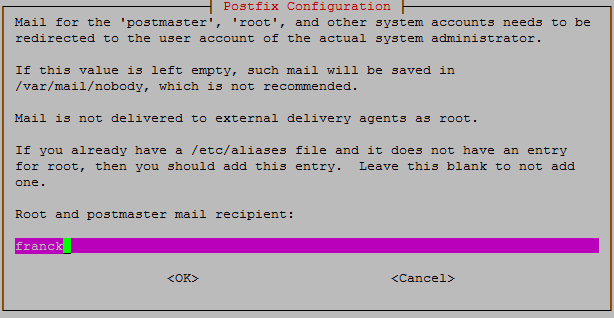 Postfix Configuration
Mail for the 'postmaster', 'root', and other system accounts needs to be
redirected to the user account of the actual system administrator.
If this value is left empty, such mail will be saved in
/var/mail/nobody, which is not recommended.
Mail is not delivered to external delivery agents as root.
If you already have a /etc/aliases file and it does not have an entry
for root, then you should add this entry.  Leave this blank to not add
one.
Root and postmaster mail recipient:
franck
<OK> <Cancel>